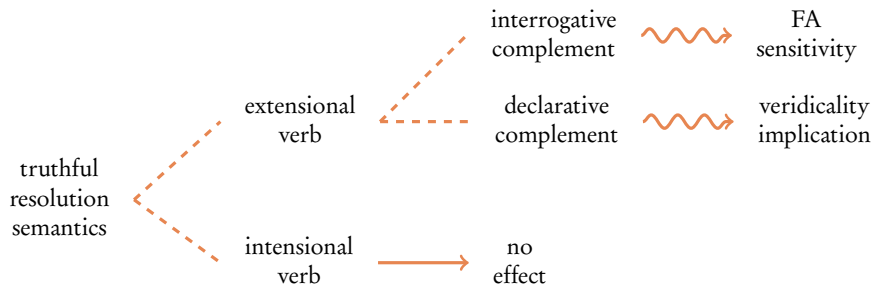 truthful
resolution
semantics
extensional
verb
interrogative
complement
FA
sensitivity
declarative
complement
veridicality
implication
intensional
verb
no
effect